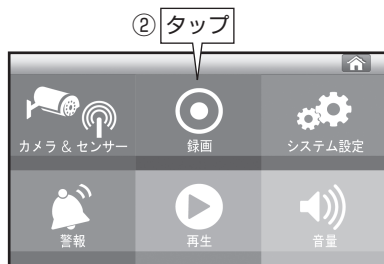 ② タップ
カメラ & センサー
録画
システム設定
警報
再生
音量